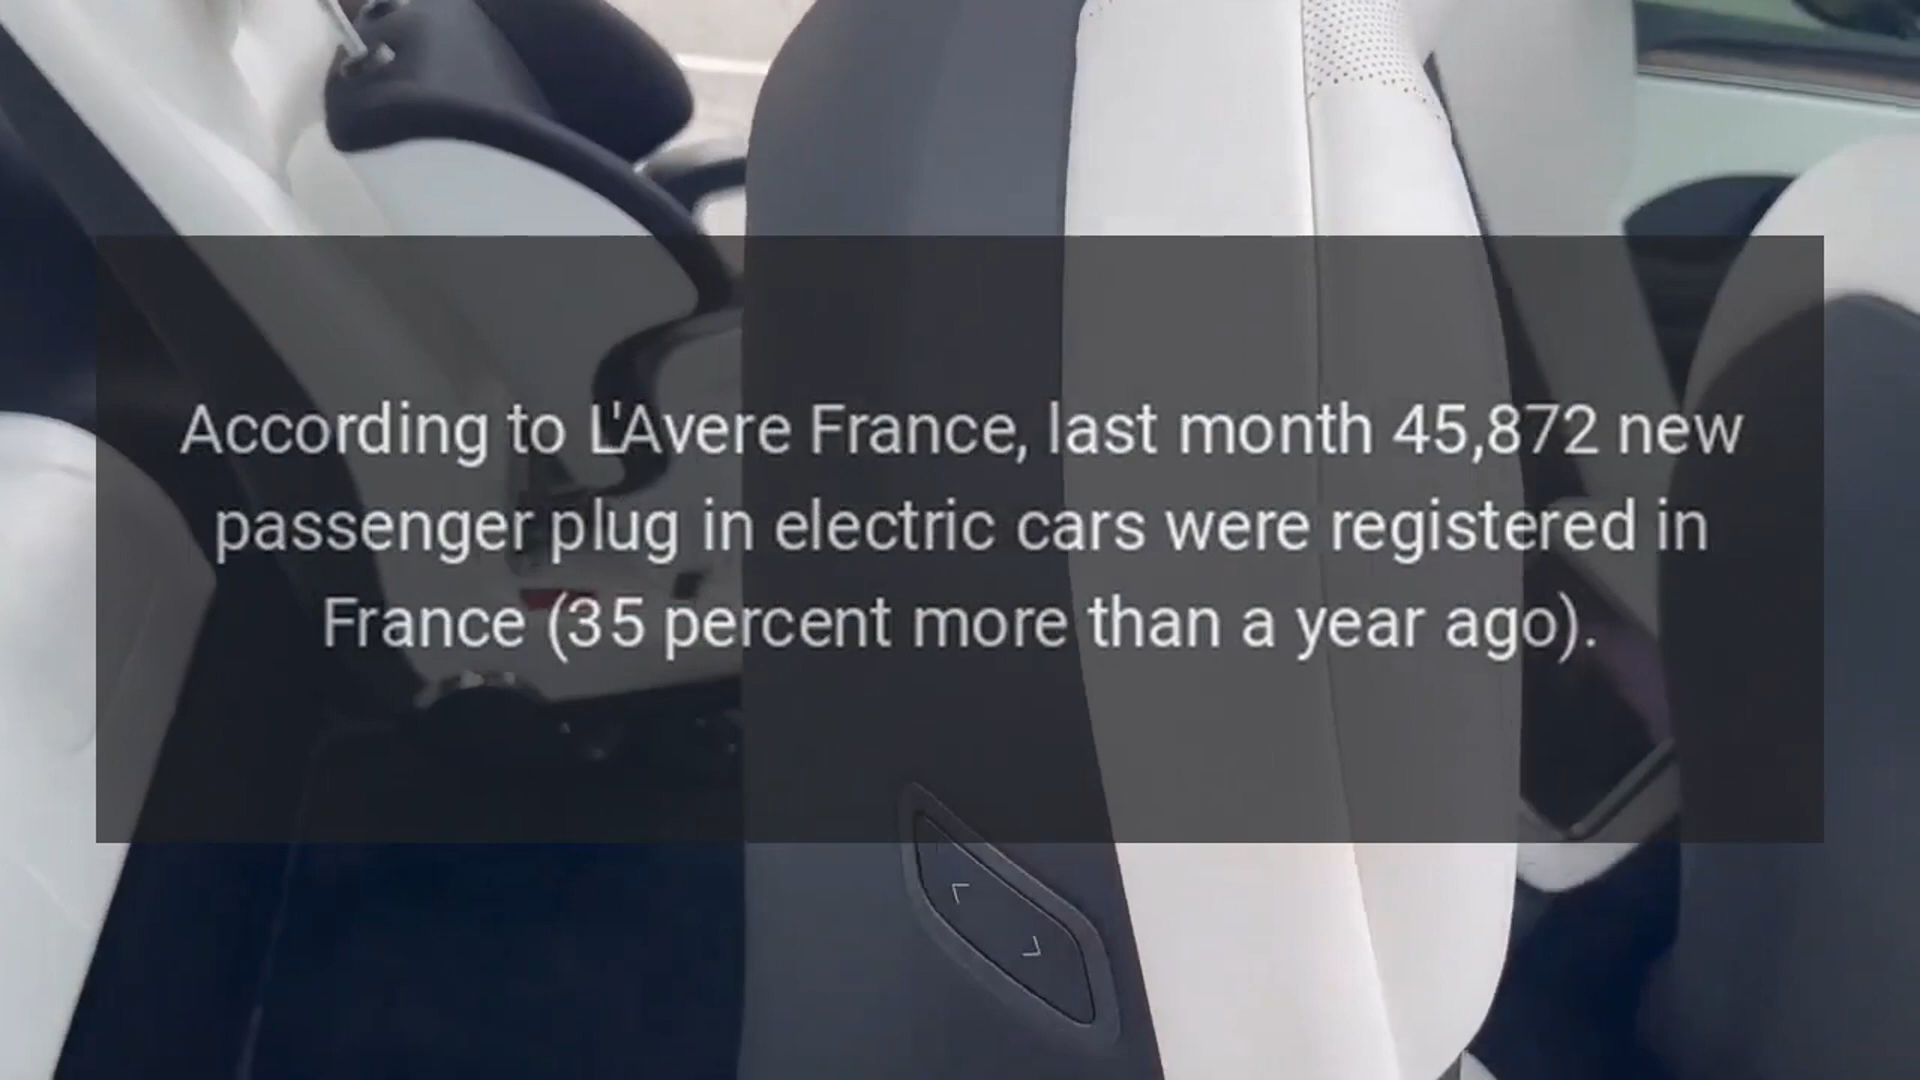 According to L'Avere France, last month 45,872 new
passenger plug in electric cars were registered in
France (35 percent more than a year ago).